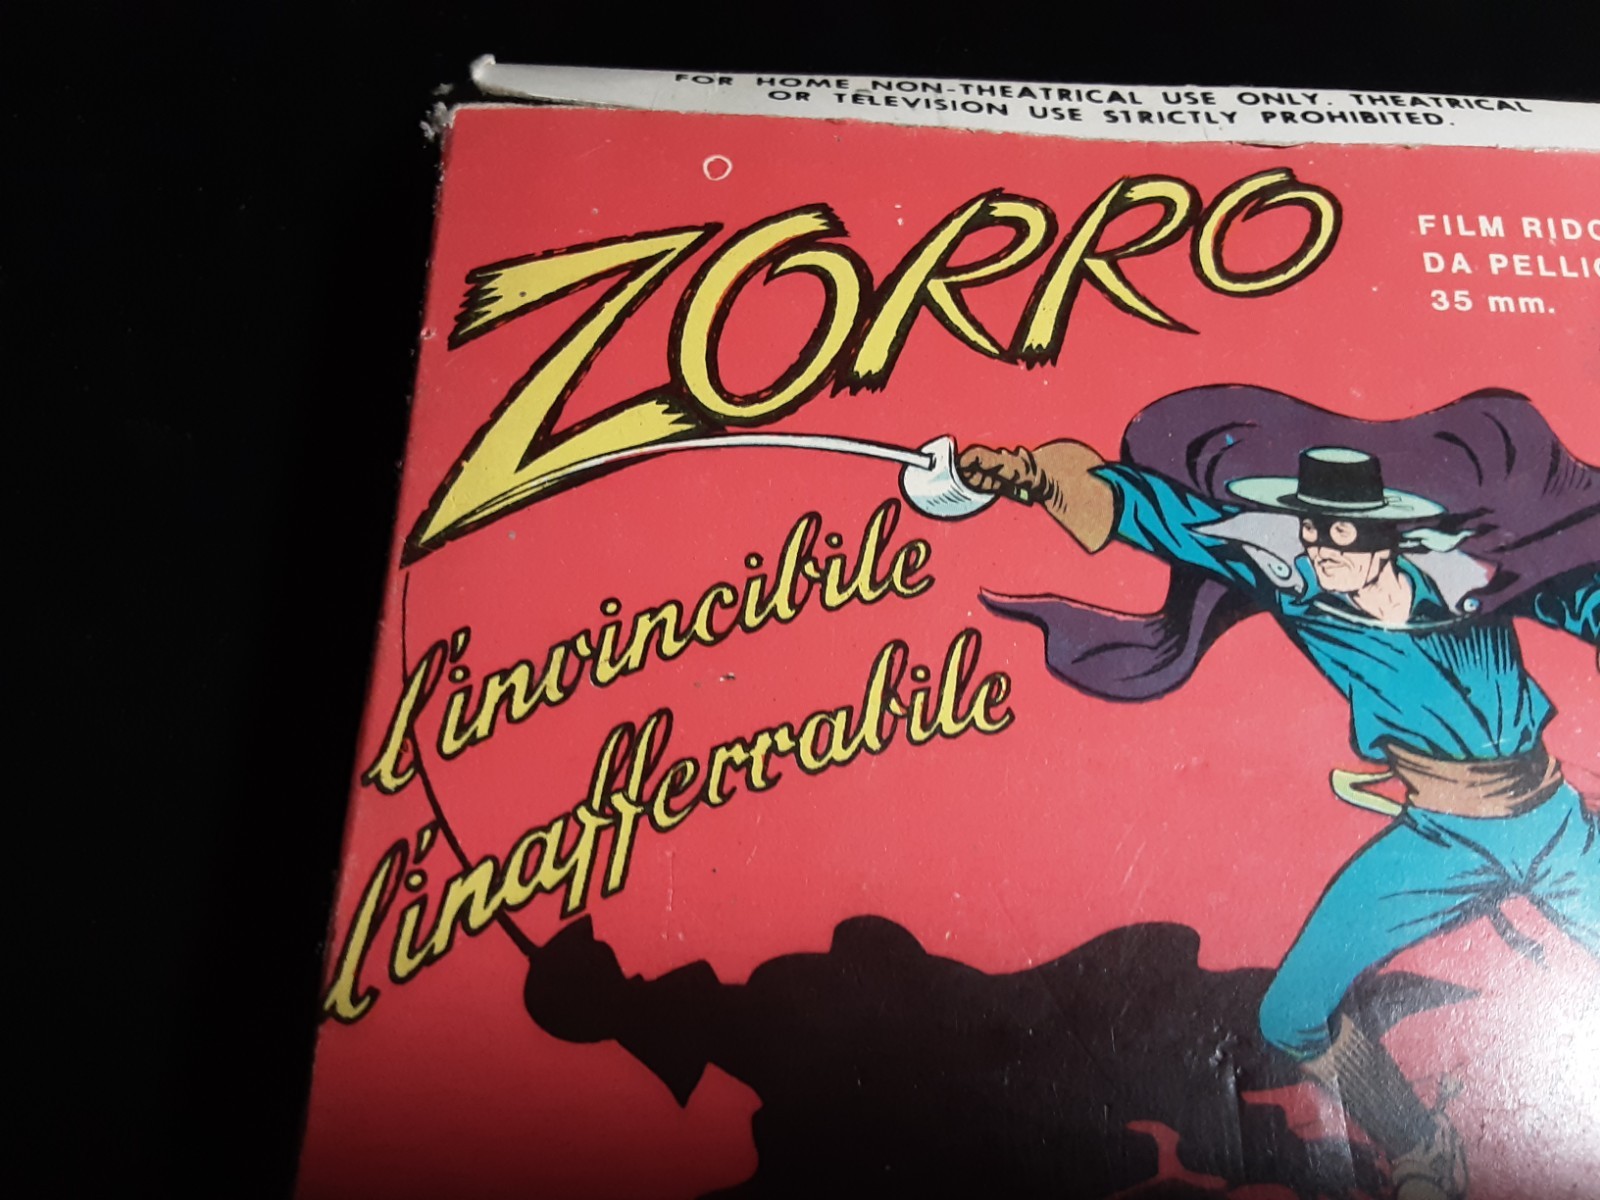 FOR HOME NON-THEATRICAL USE ONLY. THEATRICAL
OR TELEVISION USE STRICTLY PROHIBITED.
ZORRO
FILM
DA
35 mm.
l'invincibile
l'inafferrabile